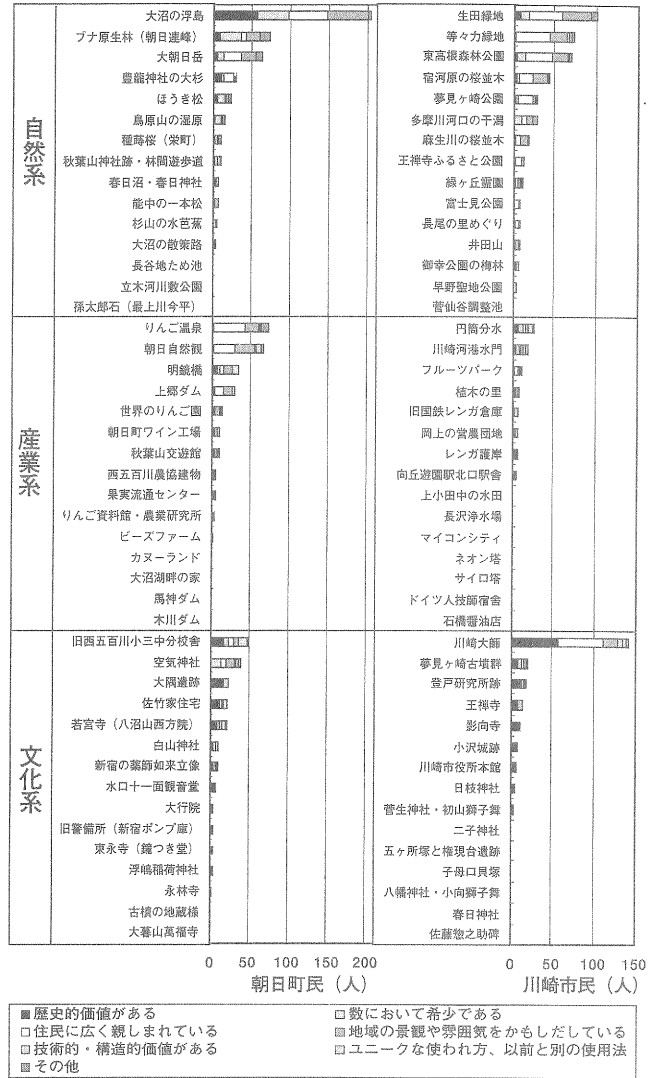 自然系
大沼の浮島
ブナ原生林（朝日連峰）
大朝日岳
豊龍神社の大杉
ほうき松
鳥原山の湿原
種蒔桜（栄町）
秋葉山神社跡・林間遊歩道
春日沼・春日神社
能中の一本松
杉山の水芭蕉
大沼の散策路
長谷地ため池
立木河川敷公園
孫太郎石（最上川今平）
生田緑地
等々力緑地
東高根森林公園
宿河原の桜並木
夢見ヶ崎公園
多摩川河口の干潟
麻生川の桜並木
王禅寺ふるさと公園
緑ヶ丘霊園
富士見公園
長尾の里めぐり
井田山
御幸公園の梅林
早野聖地公園
菅仙谷調整池
産業系
りんご温泉
朝日自然観
明鏡橋
上郷ダム
世界のりんご園
朝日町ワイン工場
秋葉山交遊館
西五百川農協建物
果実流通センター
りんご資料館・農業研究所
ビーズファーム
カヌーランド
大沼湖畔の家
馬神ダム
木川ダム
円筒分水
川崎河港水門
フルーツパーク
植木の里
旧国鉄レンガ倉庫
岡上の営農団地
レンガ護岸
向丘遊園駅北口駅舎
上小田中の水田
長沢浄水場
マイコンシティ
ネオン塔
サイロ塔
ドイツ人技師宿舎
石橋醤油店
文化系
旧西五百川小三中分校舎
空気神社
大隅遺跡
佐竹家住宅
若宮寺（八沼山西方院）
白山神社
新宿の薬師如来立像
水口十一面観音堂
大行院
旧警備所（新宿ポンプ庫）
東永寺（鐘つき堂）
浮嶋稲荷神社
永林寺
古槙の地蔵様
大暮山萬福寺
川崎大師
夢見ヶ崎古墳群
登戸研究所跡
王禅寺
影向寺
小沢城跡
川崎市役所本館
日枝神社
菅生神社・初山獅子舞
二子神社
五ヶ所塚と権現台遺跡
子母口貝塚
八幡神社・小向獅子舞
春日神社
佐藤惣之助碑
0 50 100 150 200
朝日町民（人）
0 50 100 150
川崎市民（人）
歴史的価値がある
数において希少である
住民に広く親しまれている
地域の景観や雰囲気をかもしだしている
技術的・構造的価値がある
ユニークな使われ方、以前と別の使用法
その他